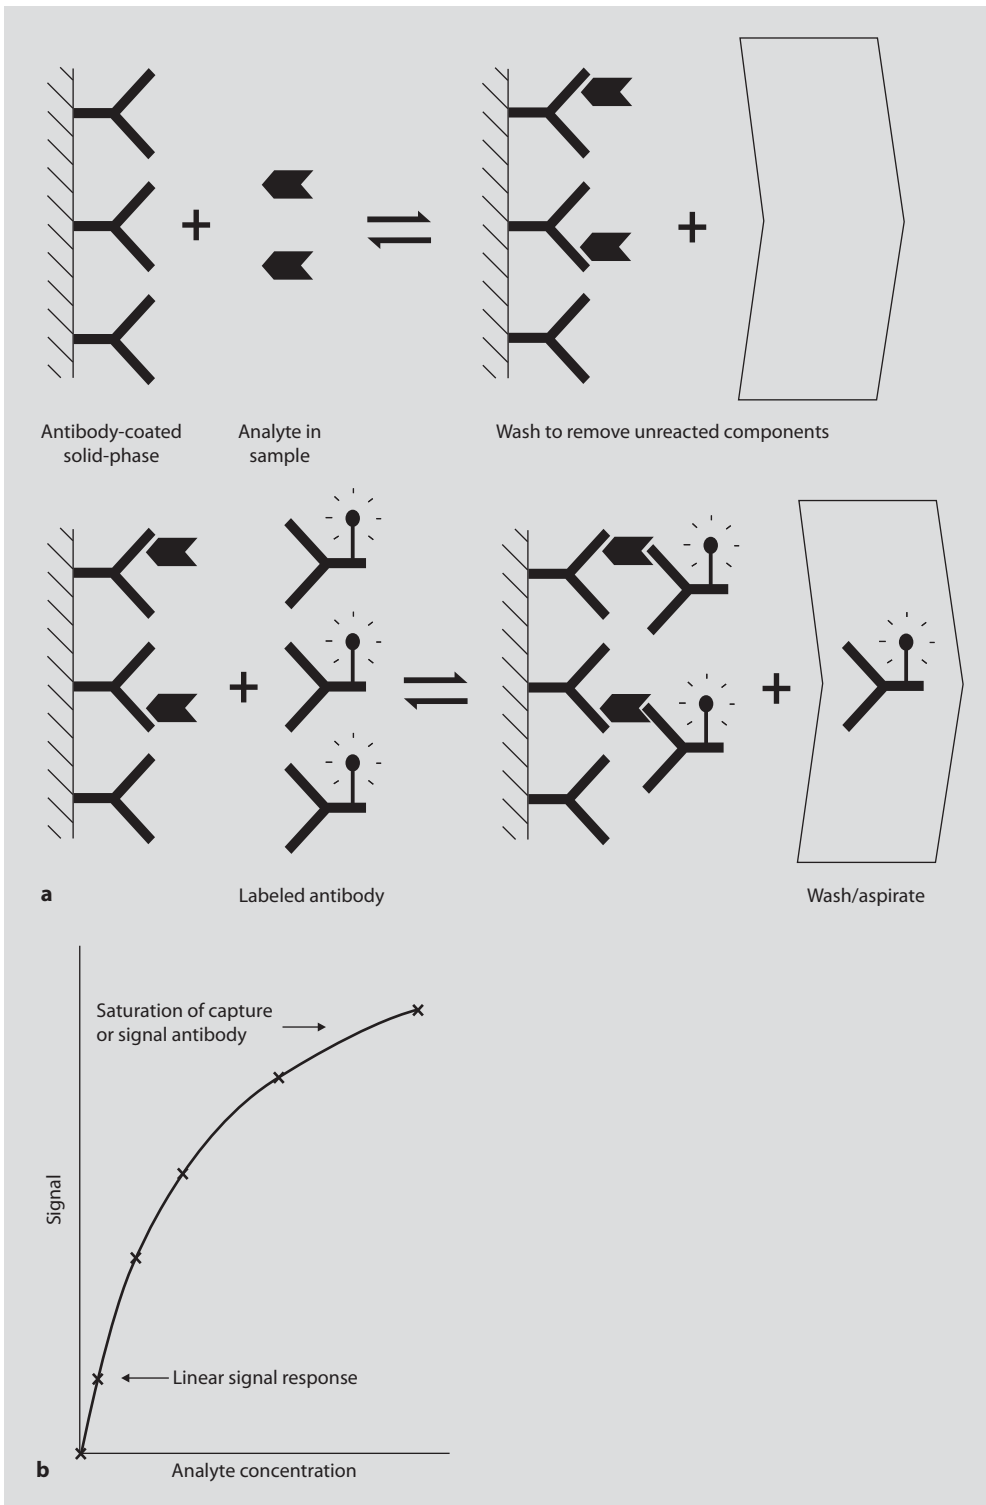 Antibody-coated
solid-phase
Analyte in
sample
Wash to remove unreacted components
a
Labeled antibody
Wash/aspirate
Saturation of capture
or signal antibody
Signal
Linear signal response
b
Analyte concentration